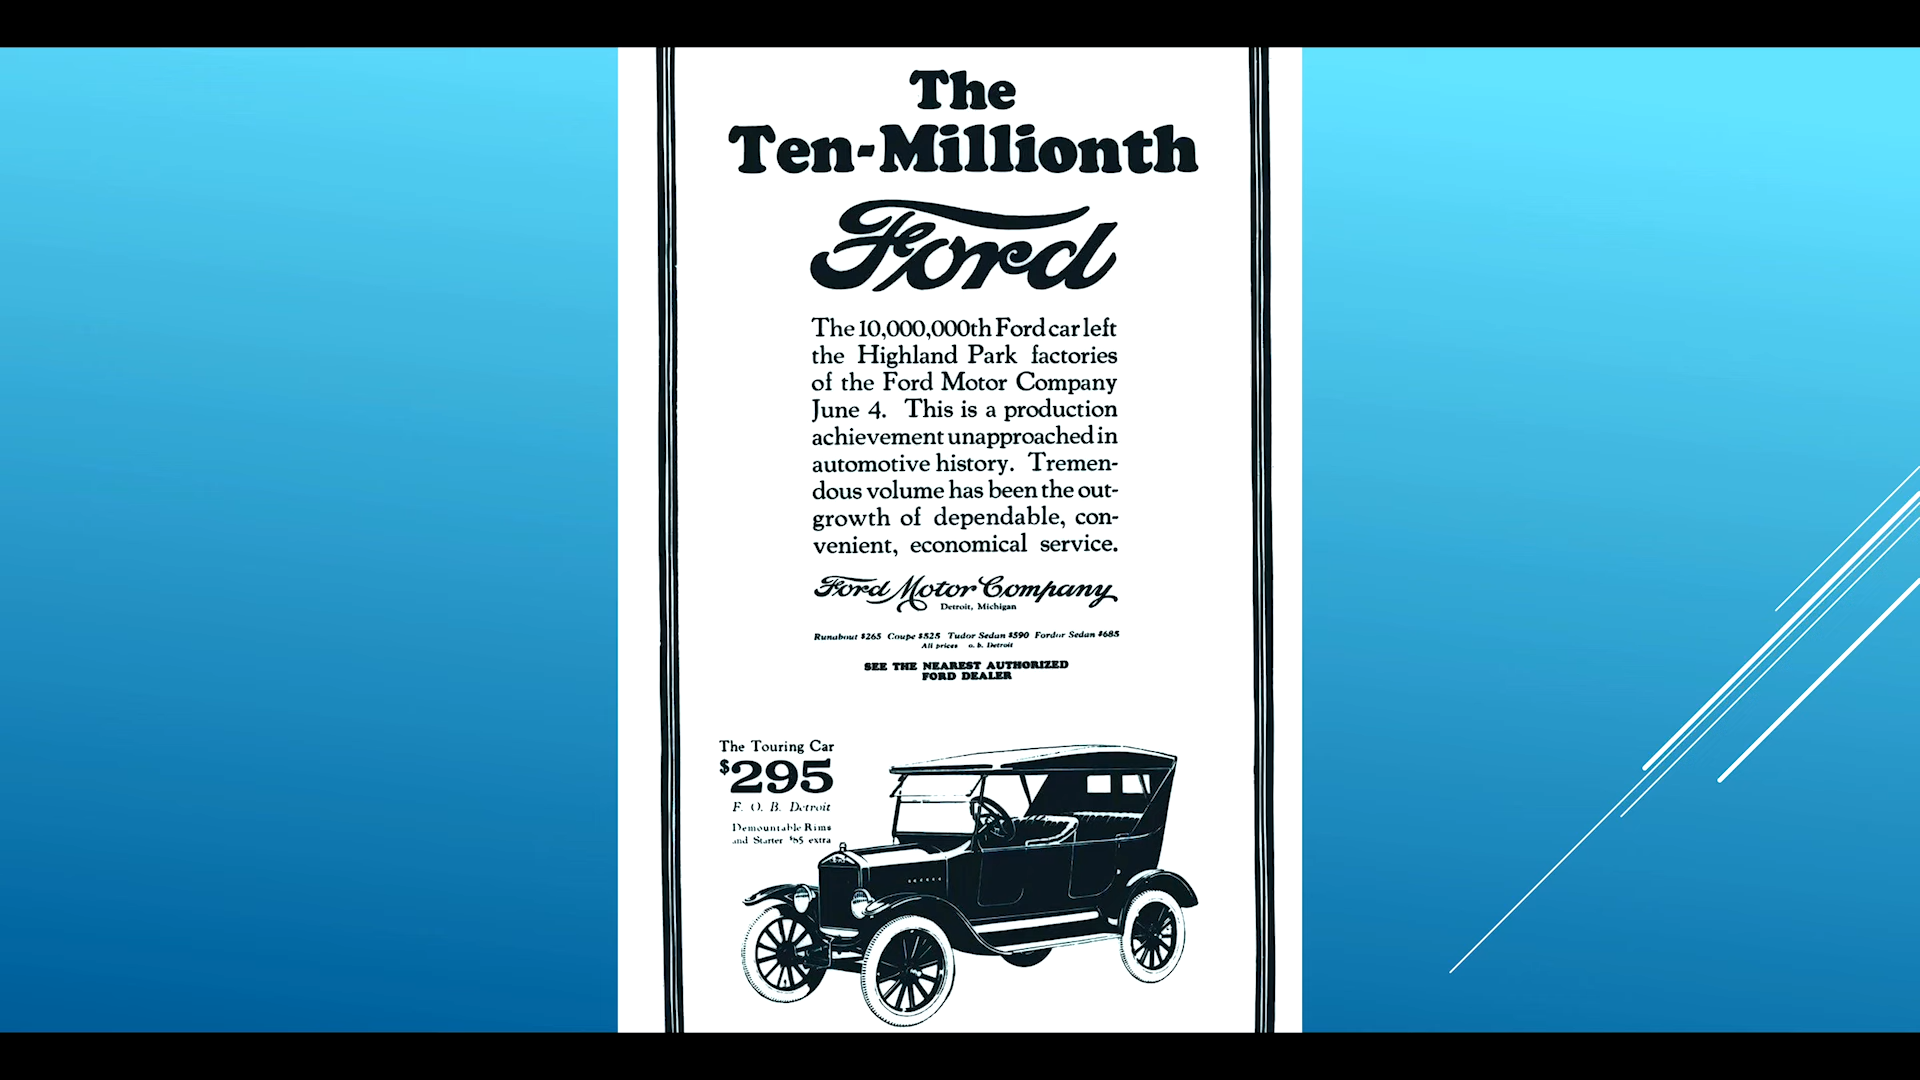 The
Ten-Millionth
Ford
The 10,000,000th Ford car left
the Highland Park factories
of the Ford Motor Company
June 4. This is a production
achievement unapproached in
automotive history. Tremen-
dous volume has been the out-
growth of dependable, con-
venient, economical service.
Ford Motor Company
Detroit, Michigan
Runabout $265 Coupe $525 Tudor Sedan $590 Fordor Sedan $685
All prices o. b. Detroit
SEE THE NEAREST AUTHORIZED
FORD DEALER
The Touring Car
$295
F. O. B. Detroit
Demountable Rims
and Starter $85 extra